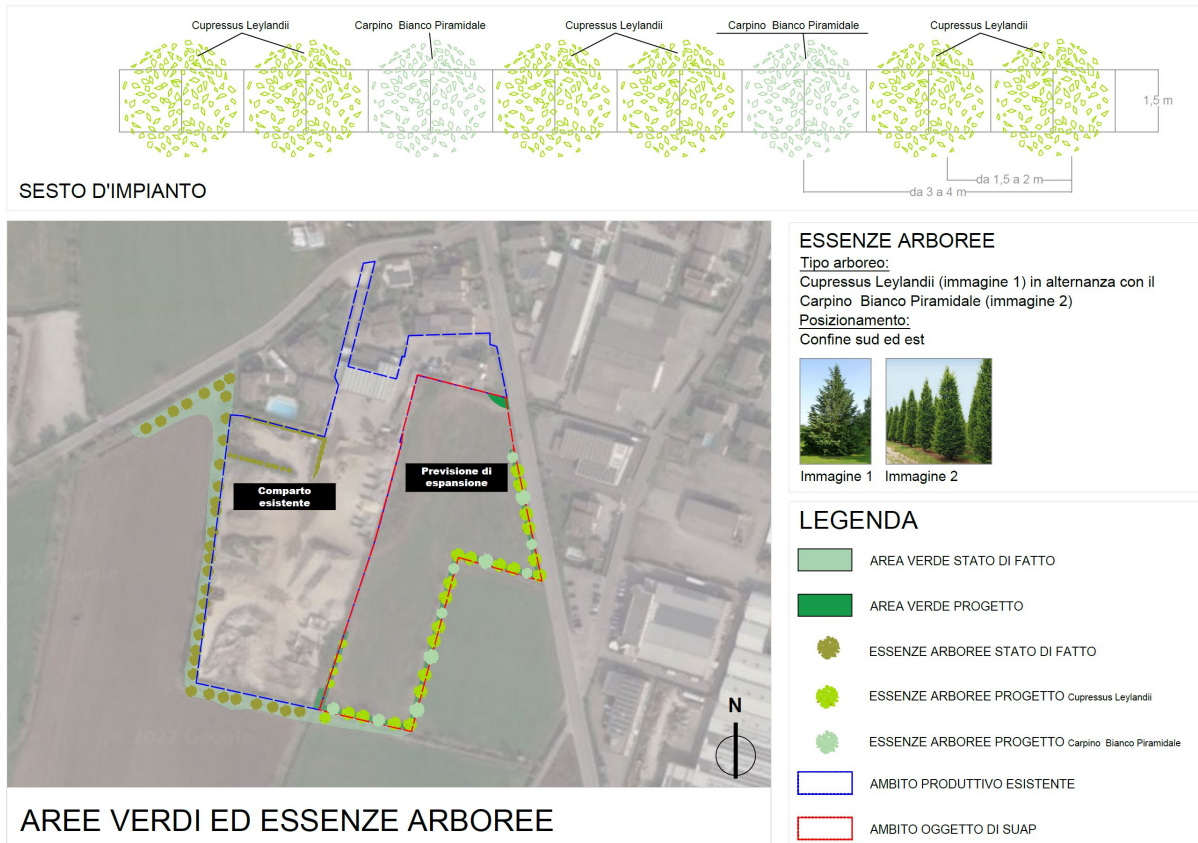 Cupressus Leylandii
Carpino Bianco Piramidale
Cupressus Leylandii
Carpino Bianco Piramidale
Cupressus Leylandii
1,5 m
da 1,5 a 2 m
da 3 a 4 m
SESTO D'IMPIANTO
Comparto
esistente
Previsione di
espansione
N
AREE VERDI ED ESSENZE ARBOREE
ESSENZE ARBOREE
Tipo arboreo:
Cupressus Leylandii (immagine 1) in alternanza con il
Carpino Bianco Piramidale (immagine 2)
Posizionamento:
Confine sud ed est
Immagine 1
Immagine 2
LEGENDA
AREA VERDE STATO DI FATTO
AREA VERDE PROGETTO
ESSENZE ARBOREE STATO DI FATTO
ESSENZE ARBOREE PROGETTO Cupressus Leylandii
ESSENZE ARBOREE PROGETTO Carpino Bianco Piramidale
AMBITO PRODUTTIVO ESISTENTE
AMBITO OGGETTO DI SUAP